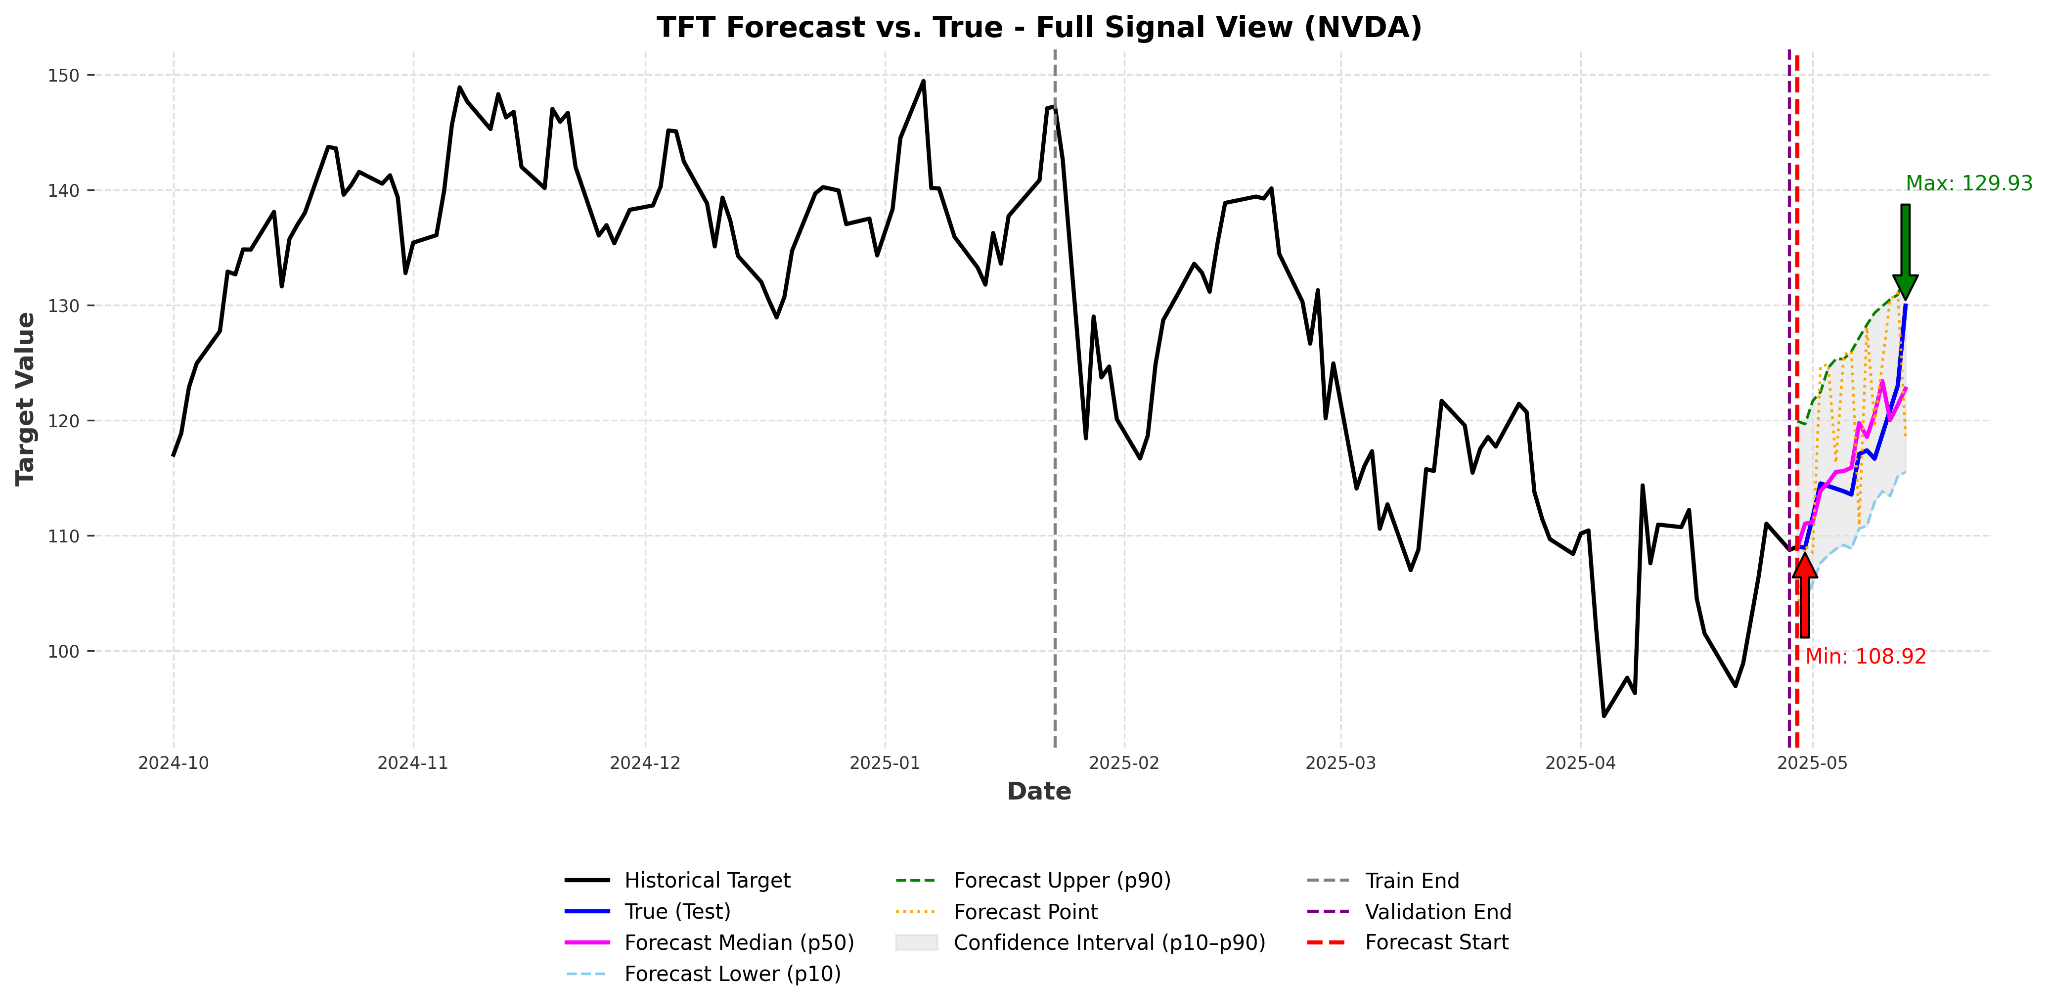 TFT Forecast vs. True - Full Signal View (NVDA)
150
140
130
120
110
100
Target Value
Max: 129.93
Min: 108.92
2024-10
2024-11
2024-12
2025-01
2025-02
2025-03
2025-04
2025-05
Date
Historical Target
True (Test)
Forecast Median (p50)
Forecast Lower (p10)
Forecast Upper (p90)
Forecast Point
Confidence Interval (p10–p90)
Train End
Validation End
Forecast Start